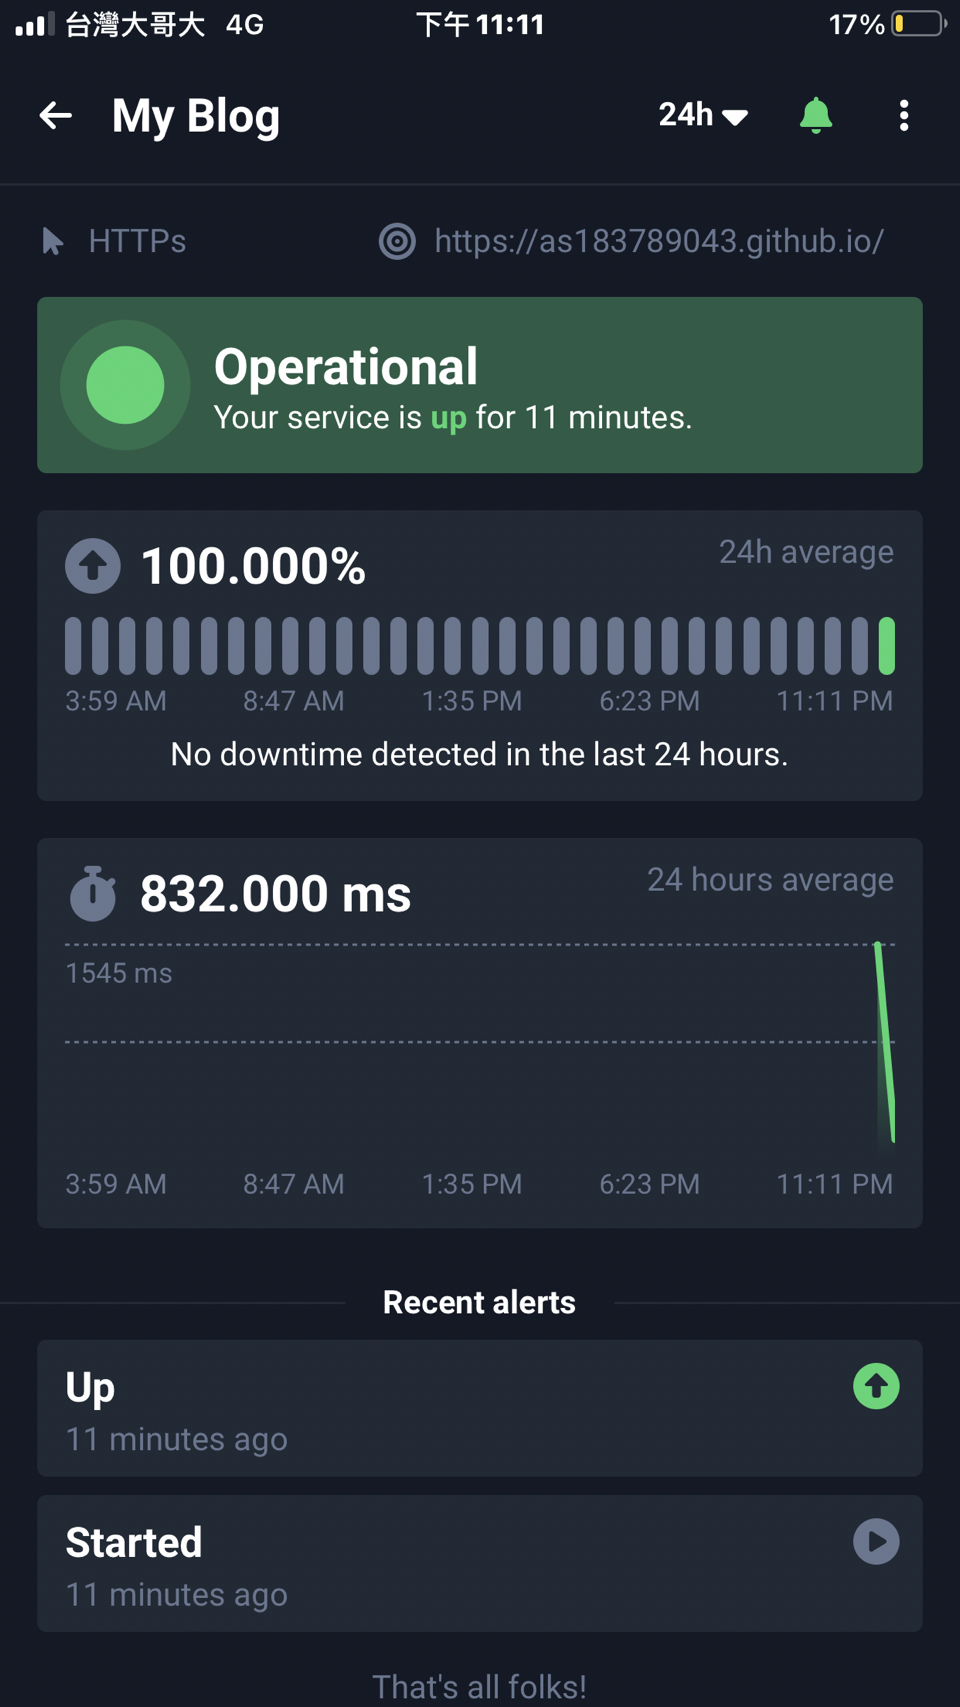 台灣大哥大 4G 下午11:11 17%
My Blog 24h
HTTPs https://as183789043.github.io/
Operational
Your service is up for 11 minutes.
100.000% 24h average
3:59 AM 8:47 AM 1:35 PM 6:23 PM 11:11 PM
No downtime detected in the last 24 hours.
832.000 ms 24 hours average
1545 ms
3:59 AM 8:47 AM 1:35 PM 6:23 PM 11:11 PM
Recent alerts
Up
11 minutes ago
Started
11 minutes ago
That's all folks!